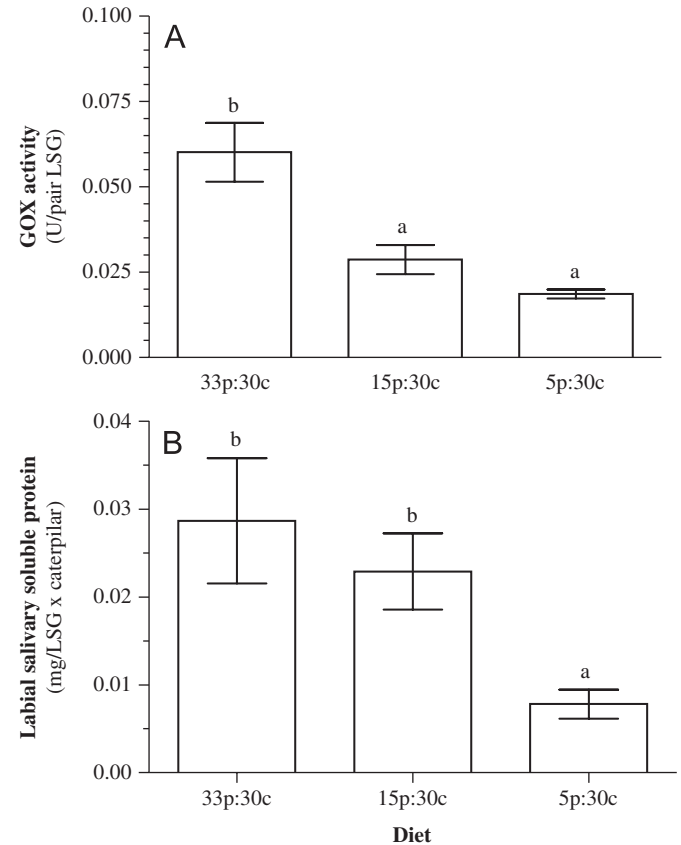 A
GOX activity
(U/pair LSG)
0.100
0.075
0.050
0.025
0.000
b
a
a
33p:30c
15p:30c
5p:30c
B
Labial salivary soluble protein
(mg/LSG x caterpilar)
0.04
0.03
0.02
0.01
0.00
b
b
a
33p:30c
15p:30c
5p:30c
Diet